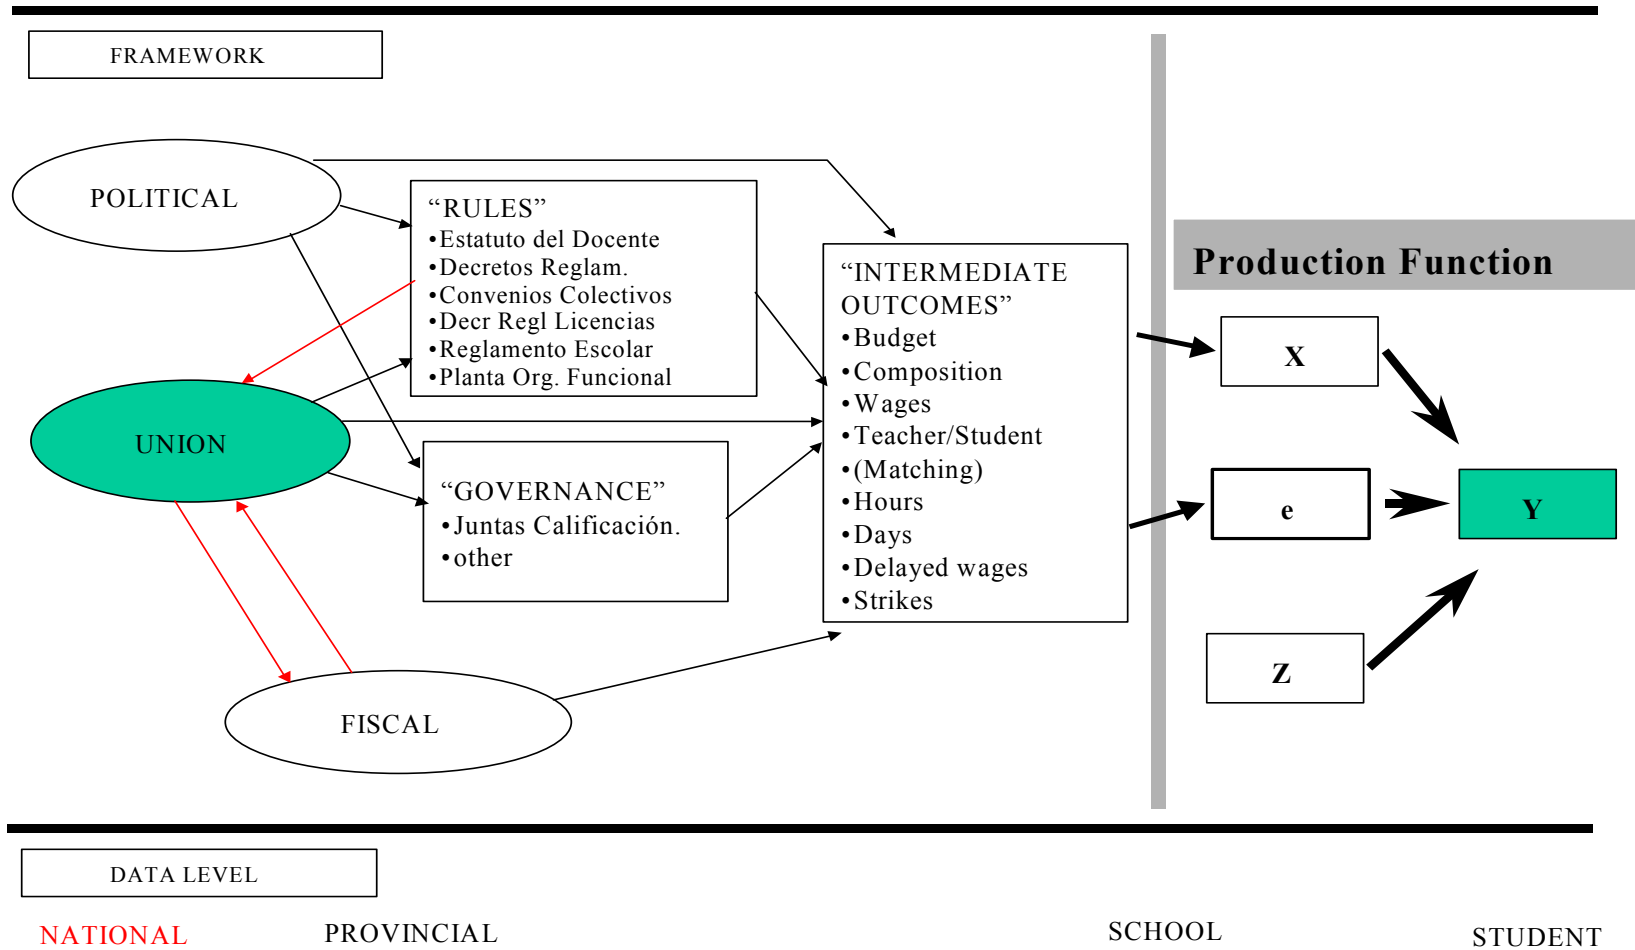 FRAMEWORK
POLITICAL
“RULES”
•Estatuto del Docente
•Decretos Reglam.
•Convenios Colectivos
•Decr Regl Licencias
•Reglamento Escolar
•Planta Org. Funcional
UNION
“GOVERNANCE”
•Juntas Calificación.
•other
FISCAL
“INTERMEDIATE
OUTCOMES”
•Budget
•Composition
•Wages
•Teacher/Student
•(Matching)
•Hours
•Days
•Delayed wages
•Strikes
Production Function
X
e
Y
Z
DATA LEVEL
NATIONAL
PROVINCIAL
SCHOOL
STUDENT